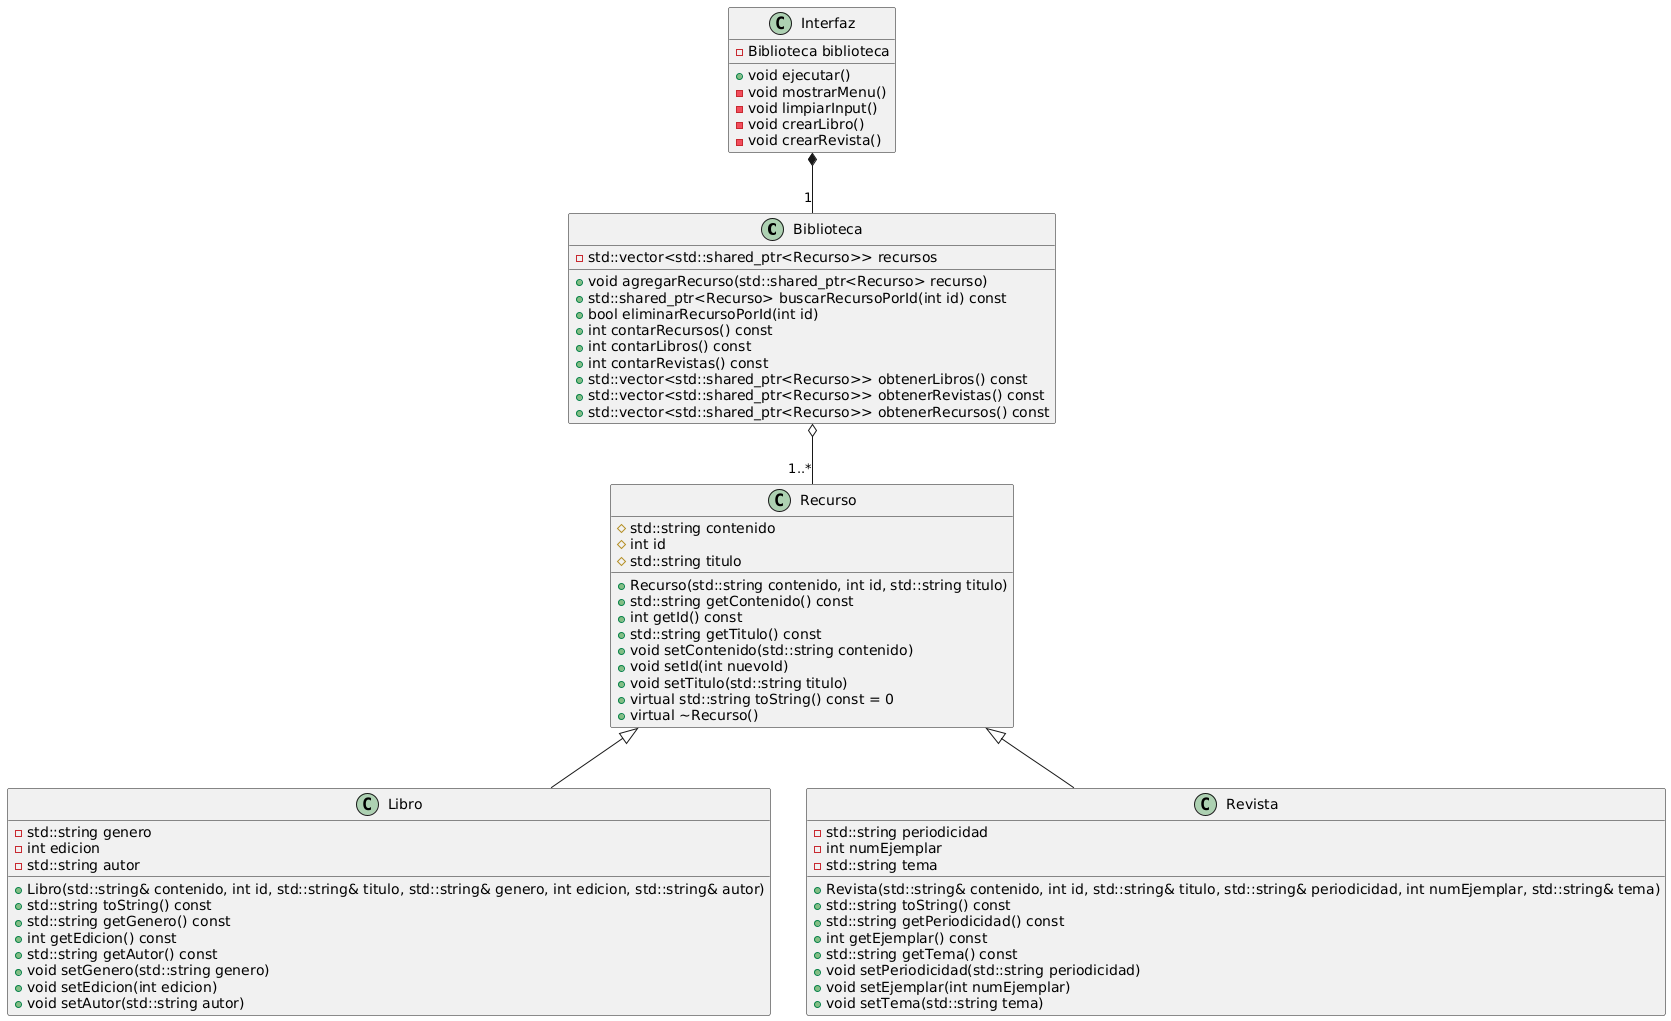 C Interfaz
Biblioteca biblioteca
void ejecutar()
void mostrarMenu()
void limpiarInput()
void crearLibro()
void crearRevista()
1
C Biblioteca
std::vector<std::shared_ptr<Recurso>> recursos
void agregarRecurso(std::shared_ptr<Recurso> recurso)
std::shared_ptr<Recurso> buscarRecursoPorId(int id) const
bool eliminarRecursoPorId(int id)
int contarRecursos() const
int contarLibros() const
int contarRevistas() const
std::vector<std::shared_ptr<Recurso>> obtenerLibros() const
std::vector<std::shared_ptr<Recurso>> obtenerRevistas() const
std::vector<std::shared_ptr<Recurso>> obtenerRecursos() const
1..*
C Recurso
std::string contenido
int id
std::string titulo
Recurso(std::string contenido, int id, std::string titulo)
std::string getContenido() const
int getId() const
std::string getTitulo() const
void setContenido(std::string contenido)
void setId(int nuevoId)
void setTitulo(std::string titulo)
virtual std::string toString() const = 0
virtual ~Recurso()
C Libro
std::string genero
int edicion
std::string autor
Libro(std::string& contenido, int id, std::string& titulo, std::string& genero, int edicion, std::string& autor)
std::string toString() const
std::string getGenero() const
int getEdicion() const
std::string getAutor() const
void setGenero(std::string genero)
void setEdicion(int edicion)
void setAutor(std::string autor)
C Revista
std::string periodicidad
int numEjemplar
std::string tema
Revista(std::string& contenido, int id, std::string& titulo, std::string& periodicidad, int numEjemplar, std::string& tema)
std::string toString() const
std::string getPeriodicidad() const
int getEjemplar() const
std::string getTema() const
void setPeriodicidad(std::string periodicidad)
void setEjemplar(int numEjemplar)
void setTema(std::string tema)